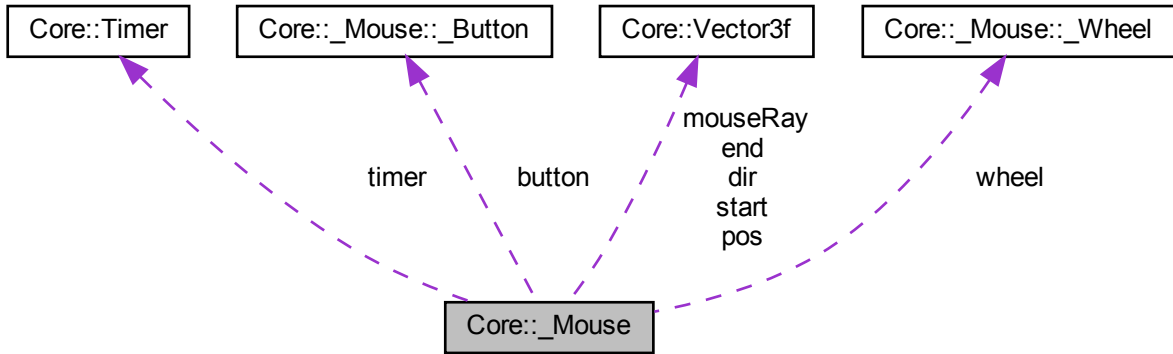 Core::Timer
Core::_Mouse::_Button
Core::Vector3f
Core::_Mouse::_Wheel
timer
button
mouseRay
end
dir
start
pos
wheel
Core::_Mouse